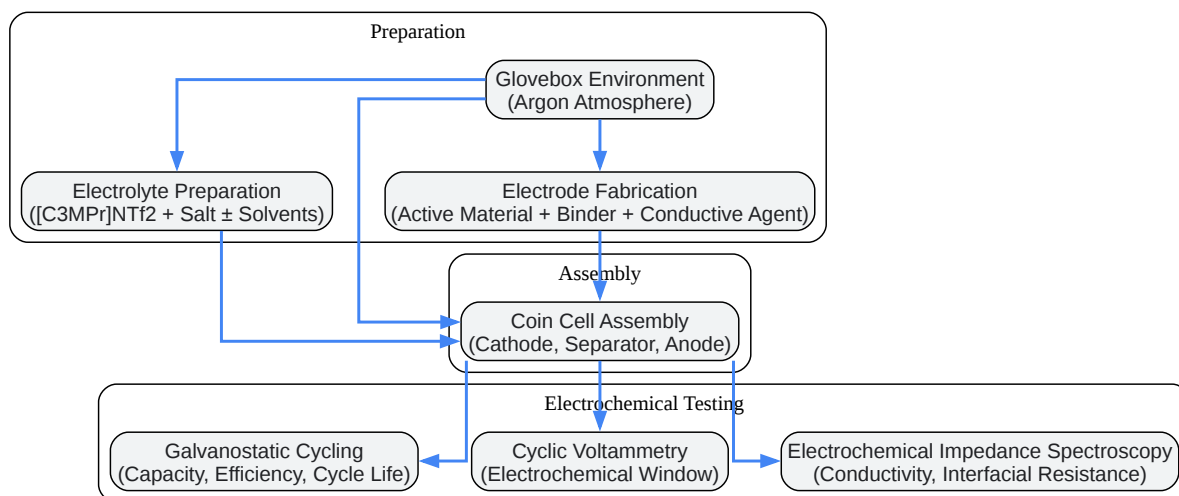 Preparation
Glovebox Environment
(Argon Atmosphere)
Electrolyte Preparation
([C3MPr]NTf2 + Salt ± Solvents)
Electrode Fabrication
(Active Material + Binder + Conductive Agent)
Assembly
Coin Cell Assembly
(Cathode, Separator, Anode)
Electrochemical Testing
Galvanostatic Cycling
(Capacity, Efficiency, Cycle Life)
Cyclic Voltammetry
(Electrochemical Window)
Electrochemical Impedance Spectroscopy
(Conductivity, Interfacial Resistance)